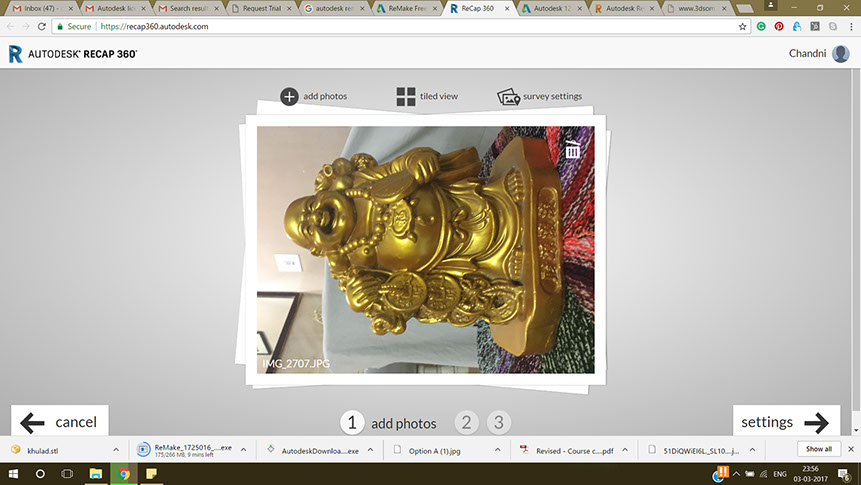 Inbox (47) -
Autodesk lic
Search result
Request Trial
autodesk re
ReMake Free
ReCap 360
Autodesk 12
Autodesk Re
www.3dsom
Secure
https://recap360.autodesk.com
R AUTODESK® RECAP 360™
Chandni
add photos
tiled view
survey settings
IMG_2707.JPG
cancel
1 add photos 2 3
settings
khulad.stl
ReMake_1725016_....exe
175/266 MB, 9 mins left
AutodeskDownloa....exe
Option A (1).jpg
Revised - Course c....pdf
51DiQWiEI6L._SL10....j...
Show all
ENG
23:56
03-03-2017